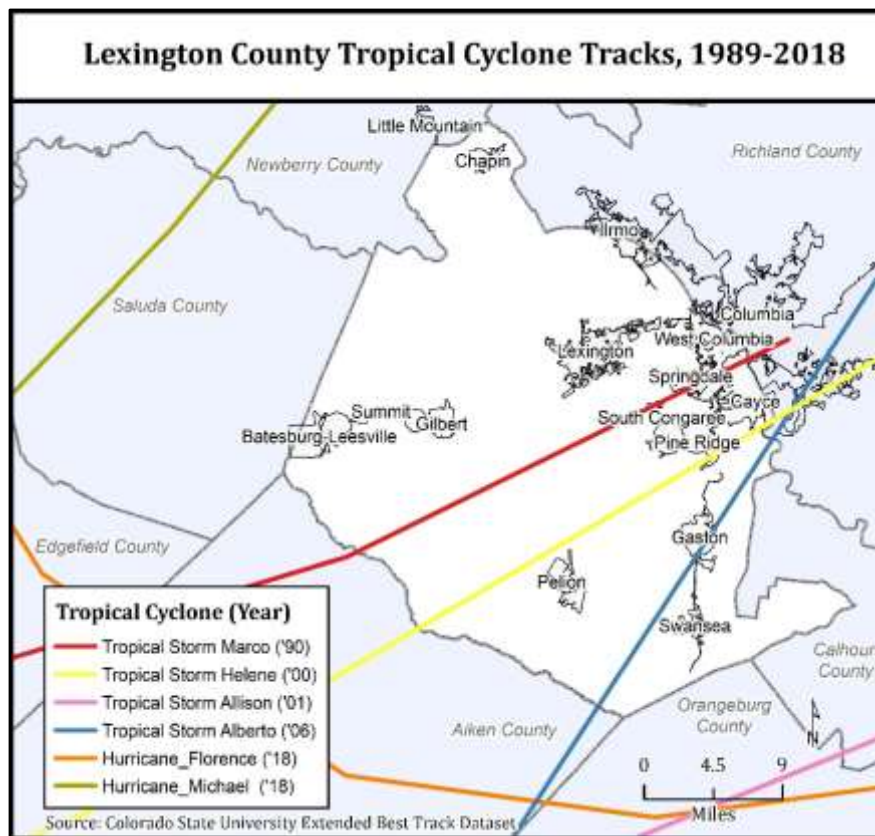 Lexington County Tropical Cyclone Tracks, 1989-2018
Little Mountain
Newberry County
Chapin
Richland County
Irmo
Saluda County
Columbia
West Columbia
Lexington
Springdale
Summit
Gilbert
South Congaree
Cayce
Batesburg-Leesville
Pine Ridge
Edgefield County
Gaston
Pelion
Swansea
Calhoun
County
Orangeburg
County
Aiken County
N
Tropical Cyclone (Year)
Tropical Storm Marco ('90)
Tropical Storm Helene ('00)
Tropical Storm Allison ('01)
Tropical Storm Alberto ('06)
Hurricane_Florence ('18)
Hurricane_Michael ('18)
0 4.5 9
Miles
Source: Colorado State University Extended Best Track Dataset